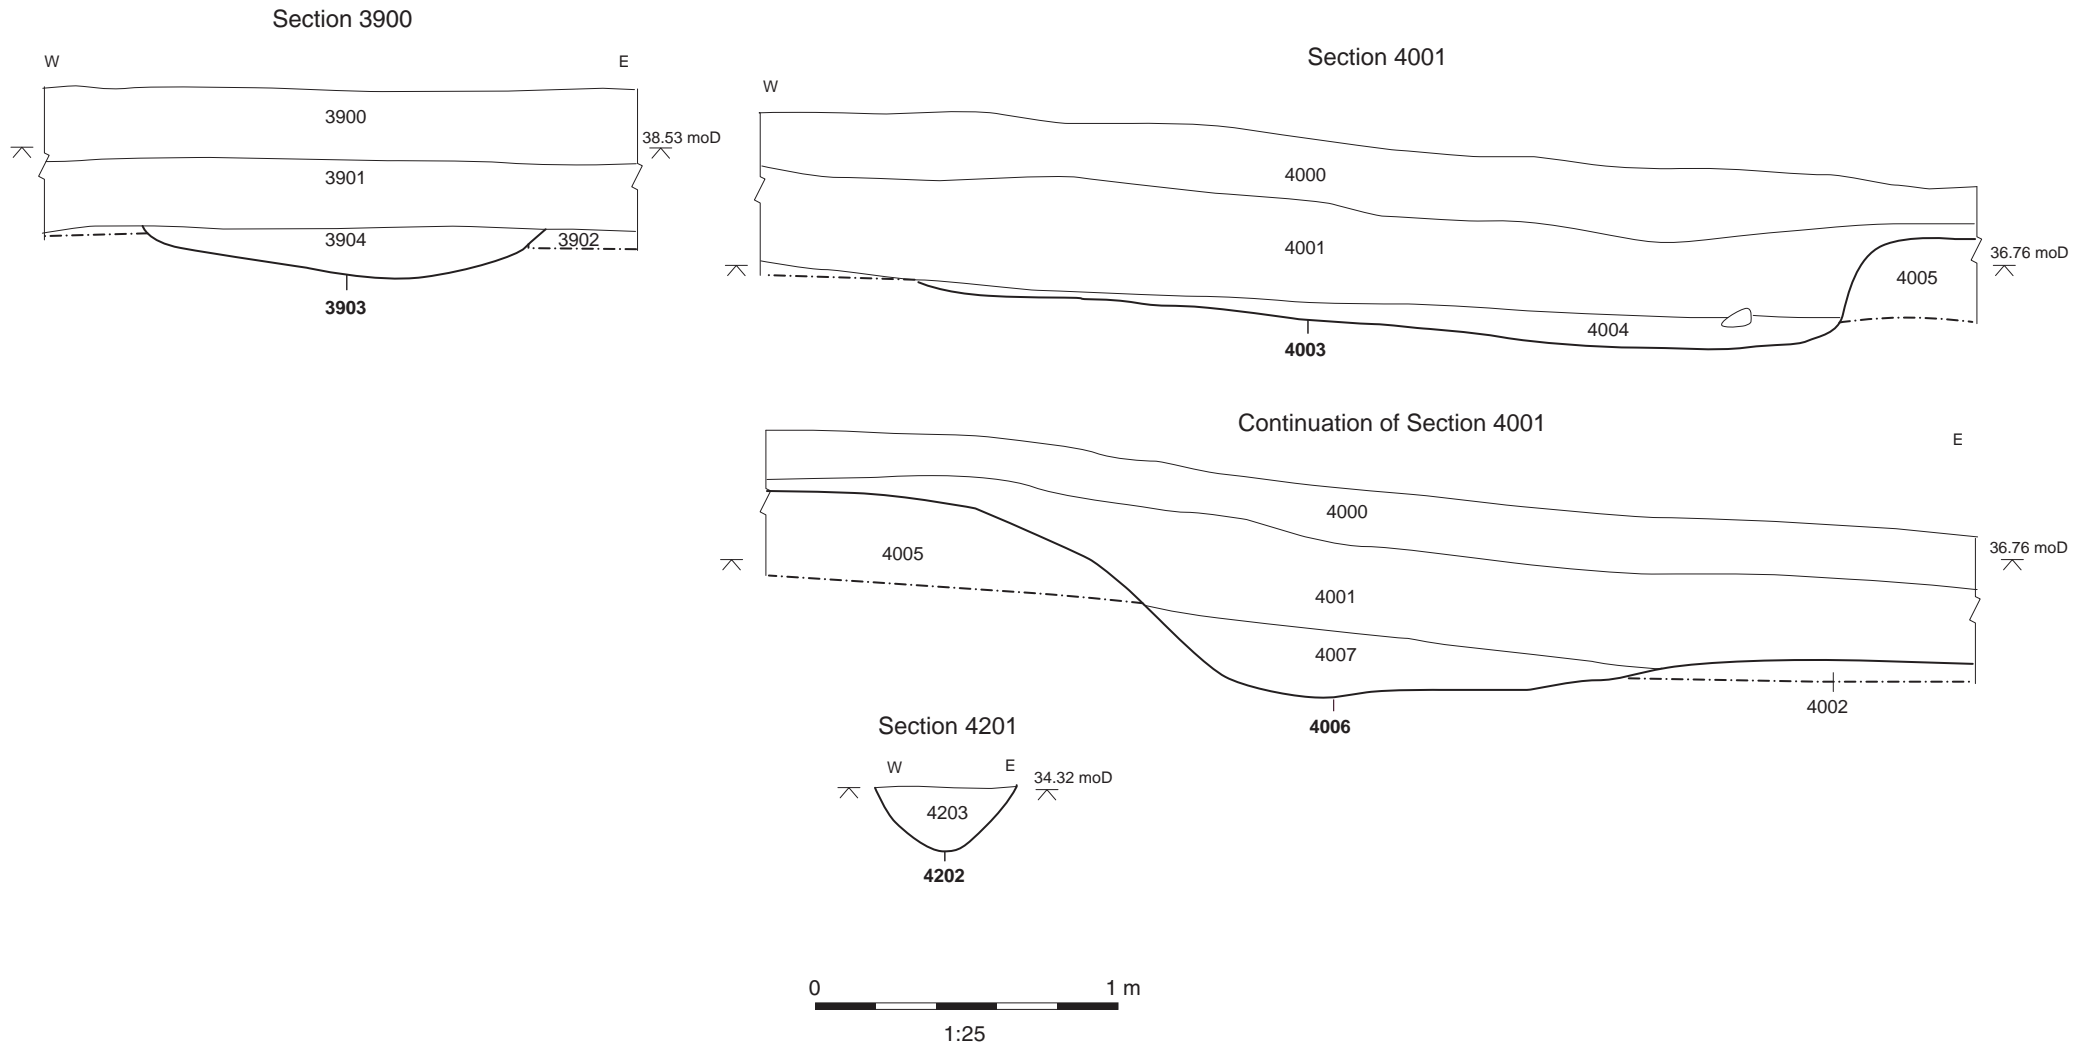 Section 3900
W
E
3900
38.53 moD
3901
3904
3902
3903
Section 4001
W
4000
4001
36.76 moD
4005
4004
4003
Continuation of Section 4001
E
4000
36.76 moD
4005
4001
4007
4002
4006
Section 4201
W
E
34.32 moD
4203
4202
0
1 m
1:25